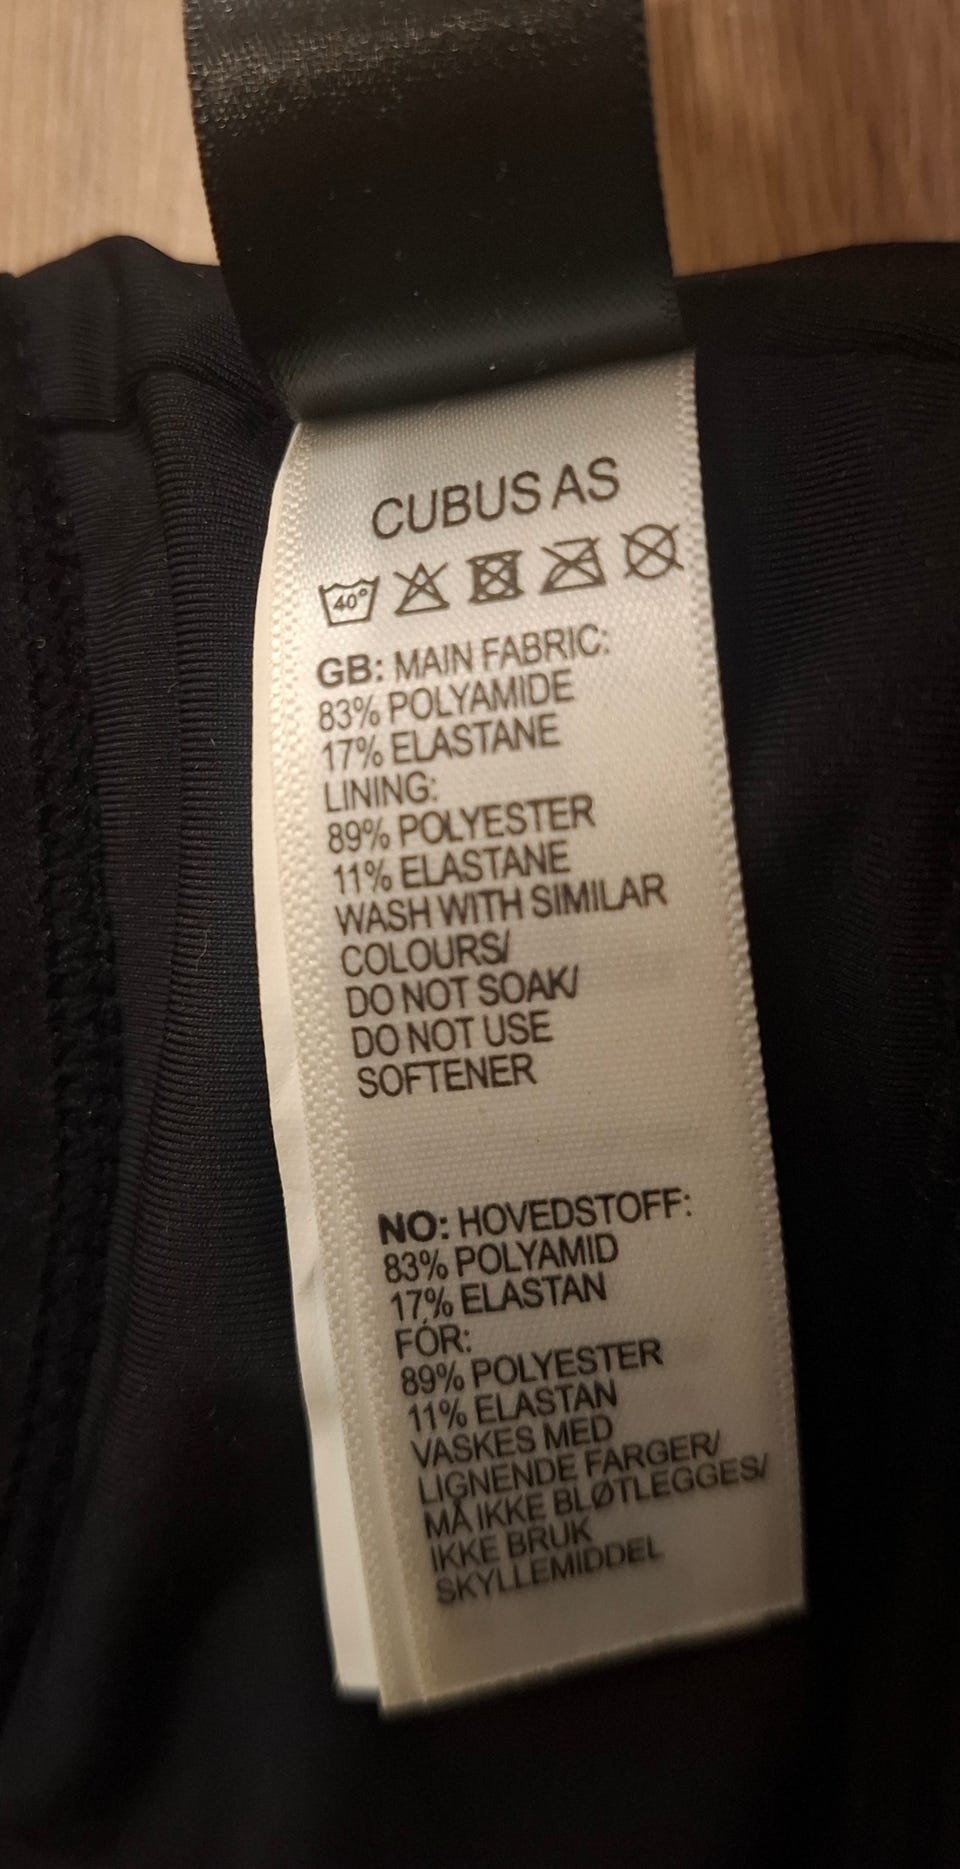 CUBUS AS
40°
GB: MAIN FABRIC:
83% POLYAMIDE
17% ELASTANE
LINING:
89% POLYESTER
11% ELASTANE
WASH WITH SIMILAR
COLOURS/
DO NOT SOAK/
DO NOT USE
SOFTENER
NO: HOVEDSTOFF:
83% POLYAMID
17% ELASTAN
FÓR:
89% POLYESTER
11% ELASTAN
VASKES MED
LIGNENDE FARGER/
MÅ IKKE BLØTLEGGES/
IKKE BRUK
SKYLLEMIDDEL